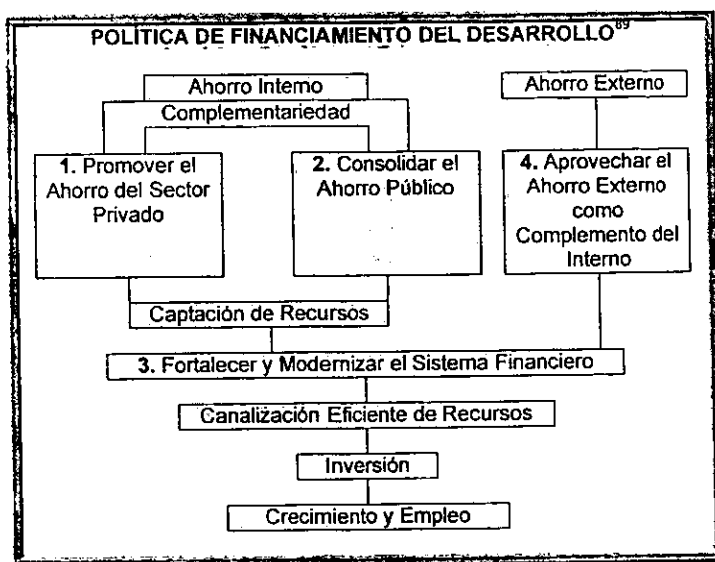 POLÍTICA DE FINANCIAMIENTO DEL DESARROLLO⁸⁹
Ahorro Interno
Ahorro Externo
Complementariedad
1. Promover el
Ahorro del Sector
Privado
2. Consolidar el
Ahorro Público
4. Aprovechar el
Ahorro Externo
como
Complemento del
Interno
Captación de Recursos
3. Fortalecer y Modernizar el Sistema Financiero
Canalización Eficiente de Recursos
Inversión
Crecimiento y Empleo